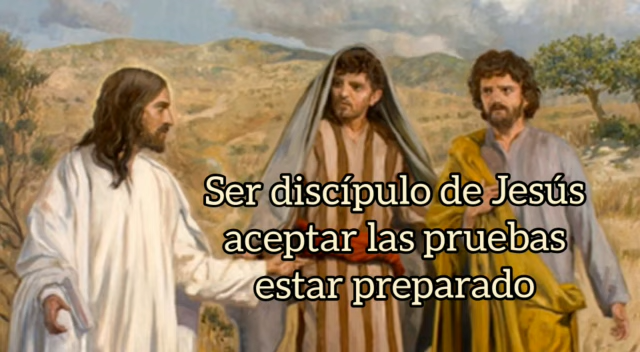 Ser discípulo de Jesús
aceptar las pruebas
estar preparado